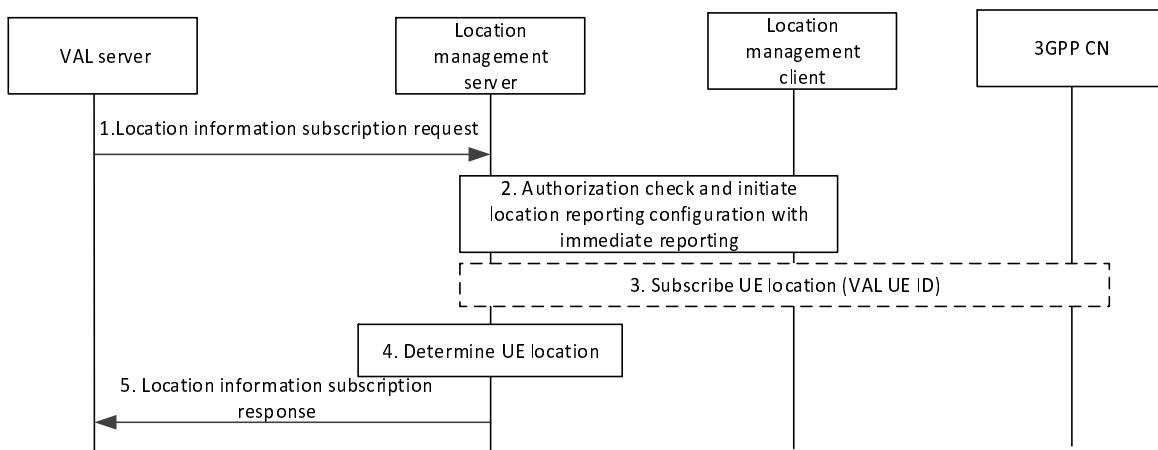 VAL server
Location
management
server
Location
management
client
3GPP CN
1.Location information subscription request
2. Authorization check and initiate
location reporting configuration with
immediate reporting
3. Subscribe UE location (VAL UE ID)
4. Determine UE location
5. Location information subscription
response